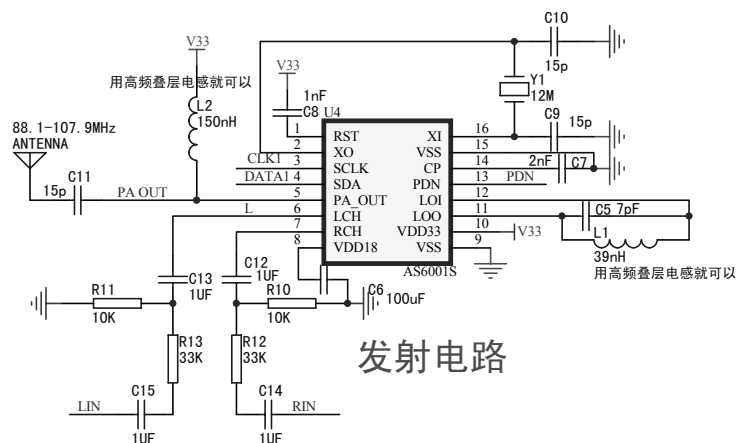 C10
15p
V33
用高频叠层电感就可以
V33
Y1
12M
L2
150nH
1nF
C8
U4
C9
15p
88.1-107.9MHz
ANTENNA
1 RST XI 16
2 XO VSS 15
CLK1 3 SCLK CP 14 2nF C7
DATA1 4 SDA PDN 13 PDN
15p C11 PA OUT 5 PA_OUT LOI 12
L 6 LCH LOO 11 C5 7pF
7 RCH VDD33 10 V33
8 VDD18 VSS 9
L1
39nH
用高频叠层电感就可以
AS6001S
C13
1UF
C12
1UF
C6
100uF
R11
10K
R10
10K
R13
33K
R12
33K
发射电路
C15
C14
LIN
RIN
1UF
1UF